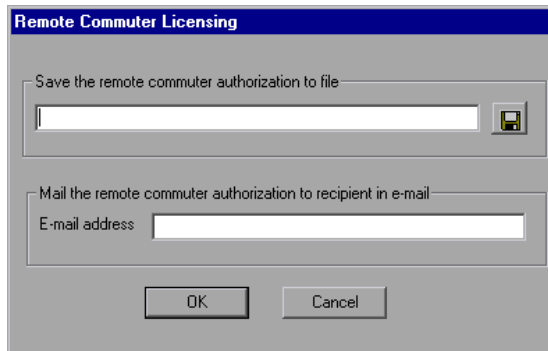 Remote Commuter Licensing
Save the remote commuter authorization to file
Mail the remote commuter authorization to recipient in e-mail
E-mail address
OK Cancel